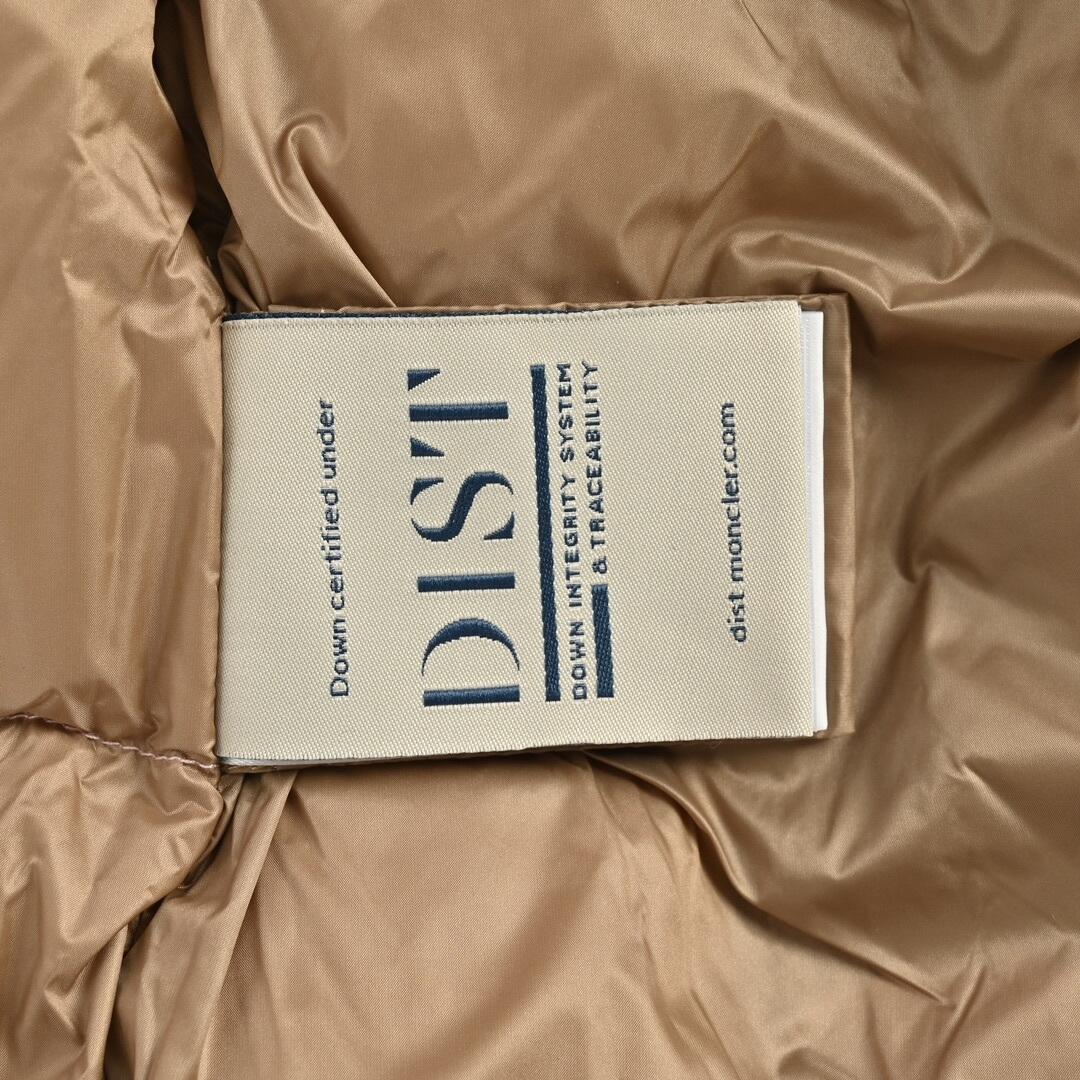 Down certified under
DIST
DOWN INTEGRITY SYSTEM
& TRACEABILITY
dist.moncler.com